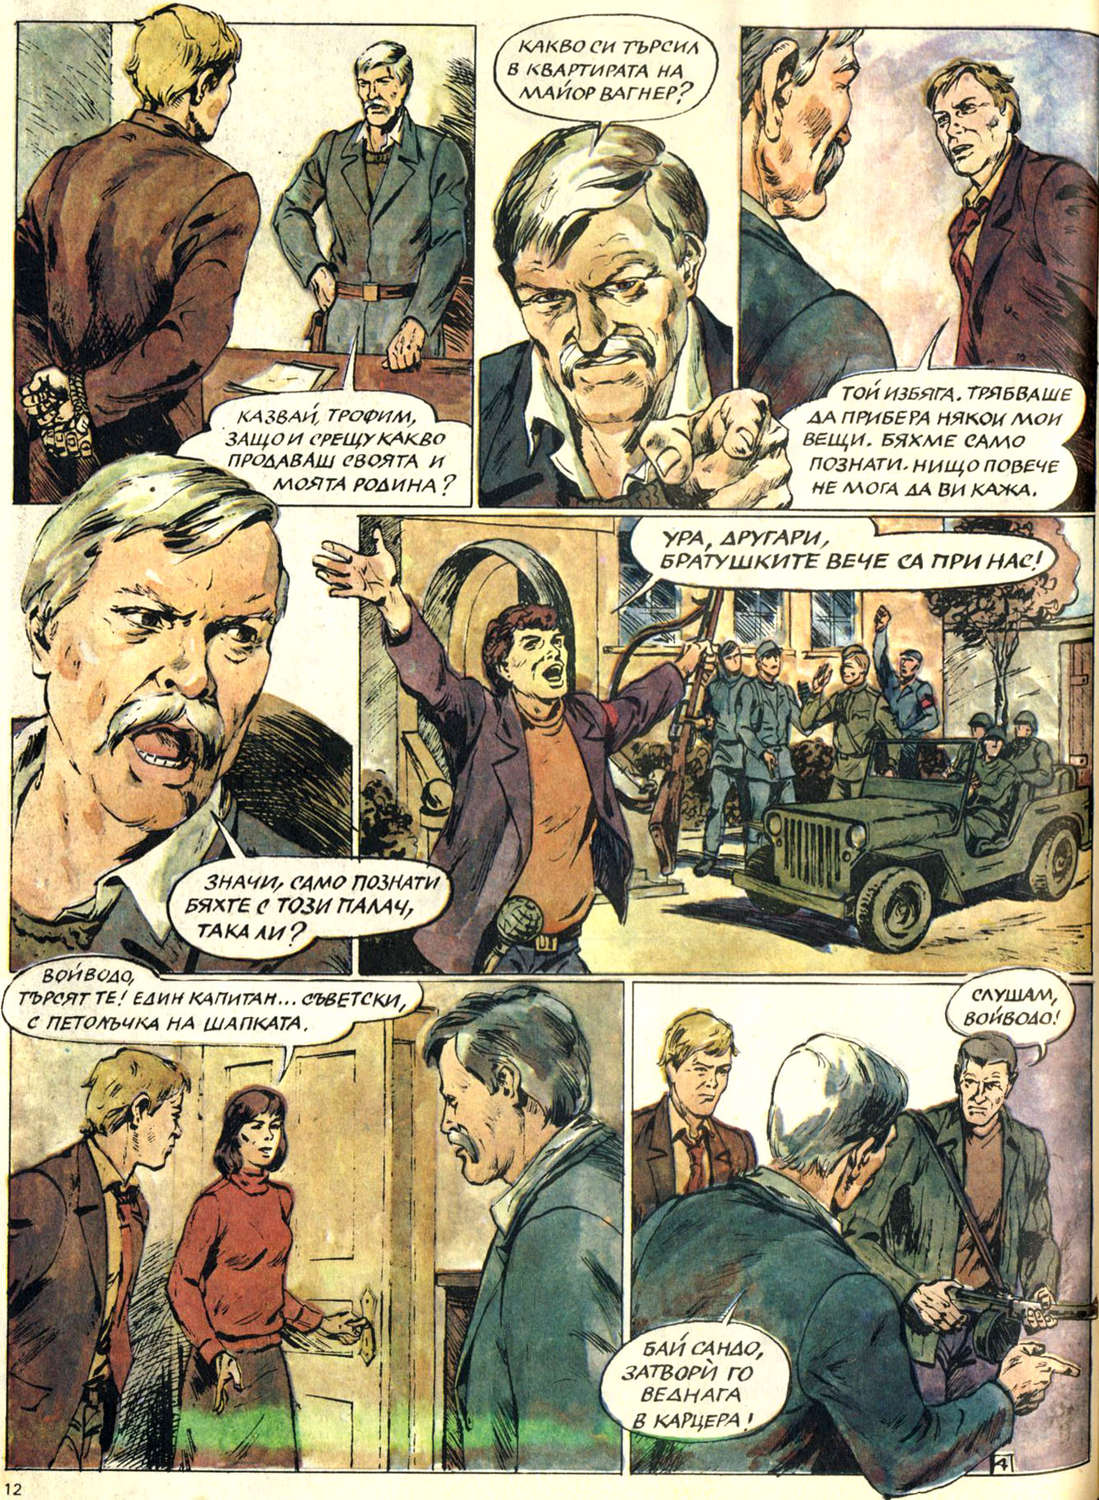 КАЗВАЙ, ТРОФИМ,
ЗАЩО И СРЕЩУ КАКВО
ПРОДАВАШ СВОЯТА И
МОЯТА РОДИНА?
КАКВО СИ ТЪРСИЛ
В КВАРТИРАТА НА
МАЙОР ВАГНЕР?
ТОЙ ИЗБЯГА. ТРЯБВАШЕ
ДА ПРИБЕРА НЯКОИ МОИ
ВЕЩИ. БЯХМЕ САМО
ПОЗНАТИ. НИЩО ПОВЕЧЕ
НЕ МОГА ДА ВИ КАЖА.
ЗНАЧИ, САМО ПОЗНАТИ
БЯХТЕ С ТОЗИ ПАЛАЧ,
ТАКА ЛИ?
УРА, ДРУГАРИ,
БРАТУШКИТЕ ВЕЧЕ СА ПРИ НАС!
ВОЙВОДО,
ТЪРСЯТ ТЕ! ЕДИН КАПИТАН... СЪВЕТСКИ,
С ПЕТОЛЪЧКА НА ШАПКАТА.
СЛУШАМ,
ВОЙВОДО!
БАЙ САНДО,
ЗАТВОРѝ ГО
ВЕДНАГА
В КАРЦЕРА!
4
12